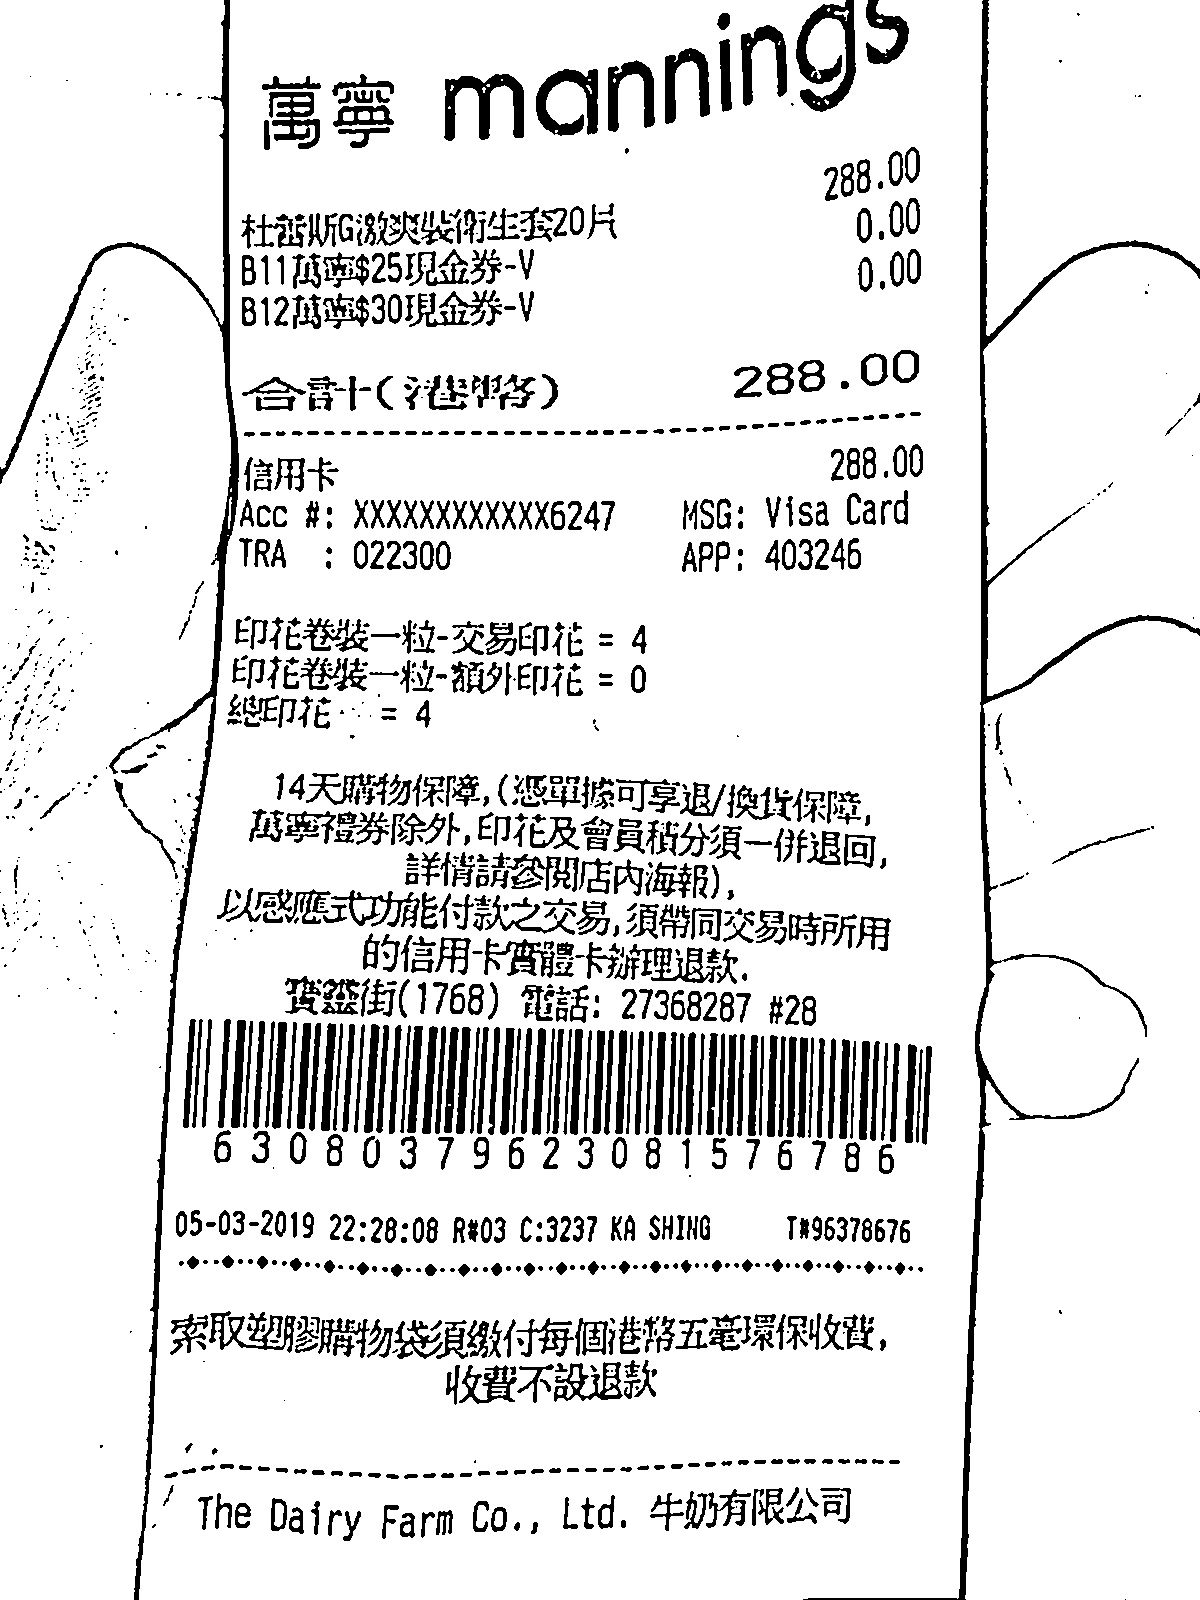 萬寧 mannings
288.00
杜蕾斯G激爽裝衛生套20片 0.00
B11萬寧$25現金券-V 0.00
B12萬寧$30現金券-V
合計(港幣) 288.00
信用卡 288.00
Acc #: XXXXXXXXXXXX6247 MSG: Visa Card
TRA : 022300 APP: 403246
印花卷裝一粒-交易印花 = 4
印花卷裝一粒-額外印花 = 0
總印花 = 4
14天購物保障,(憑單據可享退/換貨保障,
萬寧禮券除外,印花及會員積分須一併退回,
詳情請參閱店內海報),
以感應式功能付款之交易,須帶同交易時所用
的信用卡實體卡辦理退款.
寶靈街(1768) 電話: 27368287 #28
63080379623081576786
05-03-2019 22:28:08 R#03 C:3237 KA SHING T#96378676
索取塑膠購物袋須繳付每個港幣五毫環保收費,
收費不設退款
The Dairy Farm Co., Ltd. 牛奶有限公司